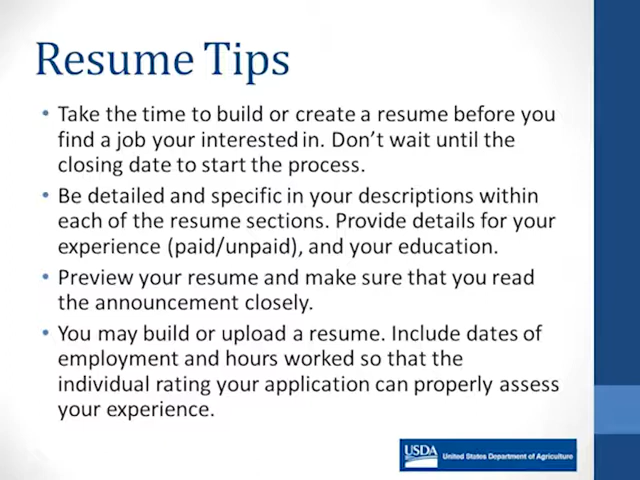 Resume Tips
• Take the time to build or create a resume before you
find a job your interested in. Don’t wait until the
closing date to start the process.
• Be detailed and specific in your descriptions within
each of the resume sections. Provide details for your
experience (paid/unpaid), and your education.
• Preview your resume and make sure that you read
the announcement closely.
• You may build or upload a resume. Include dates of
employment and hours worked so that the
individual rating your application can properly assess
your experience.
USDA United States Department of Agriculture